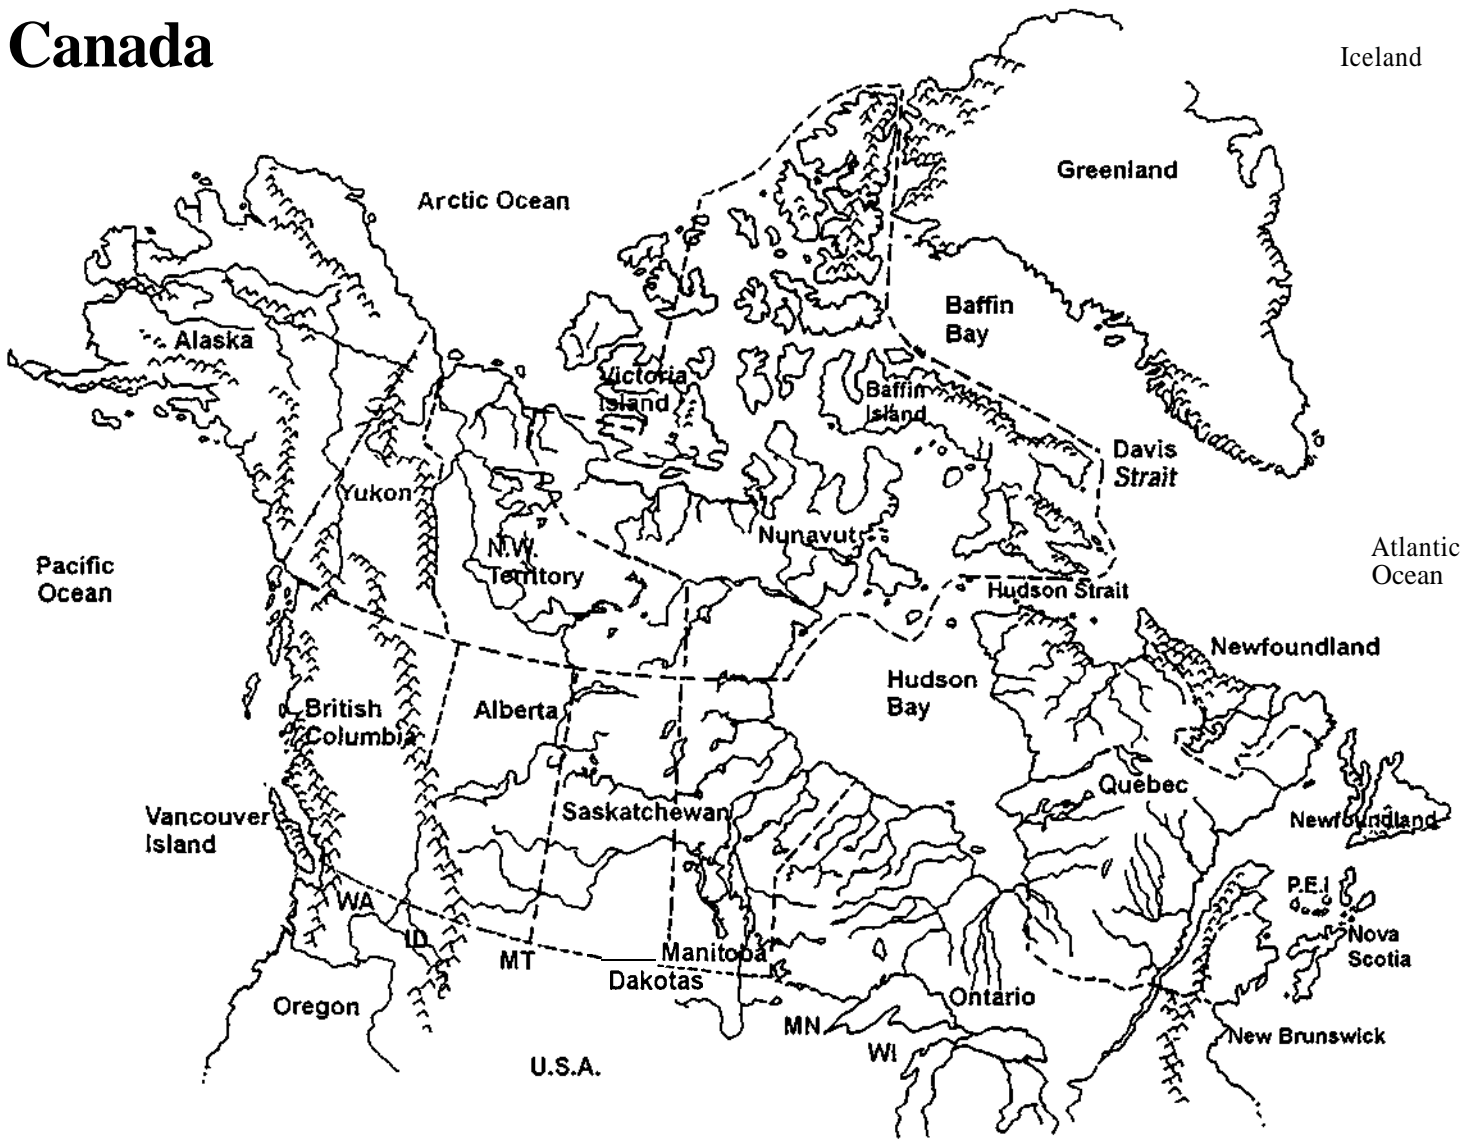 Canada
Iceland
Greenland
Arctic Ocean
Baffin
Bay
Alaska
Victoria
Island
Baffin
Island
Davis
Strait
Yukon
Nunavut
N.W.
Territory
Pacific
Ocean
Atlantic
Ocean
Hudson Strait
Newfoundland
Hudson
Bay
British
Columbia
Alberta
Quebec
Vancouver
Island
Saskatchewan
Newfoundland
P.E.I
WA
ID
MT
Manitoba
Dakotas
Nova
Scotia
Oregon
Ontario
MN
WI
New Brunswick
U.S.A.